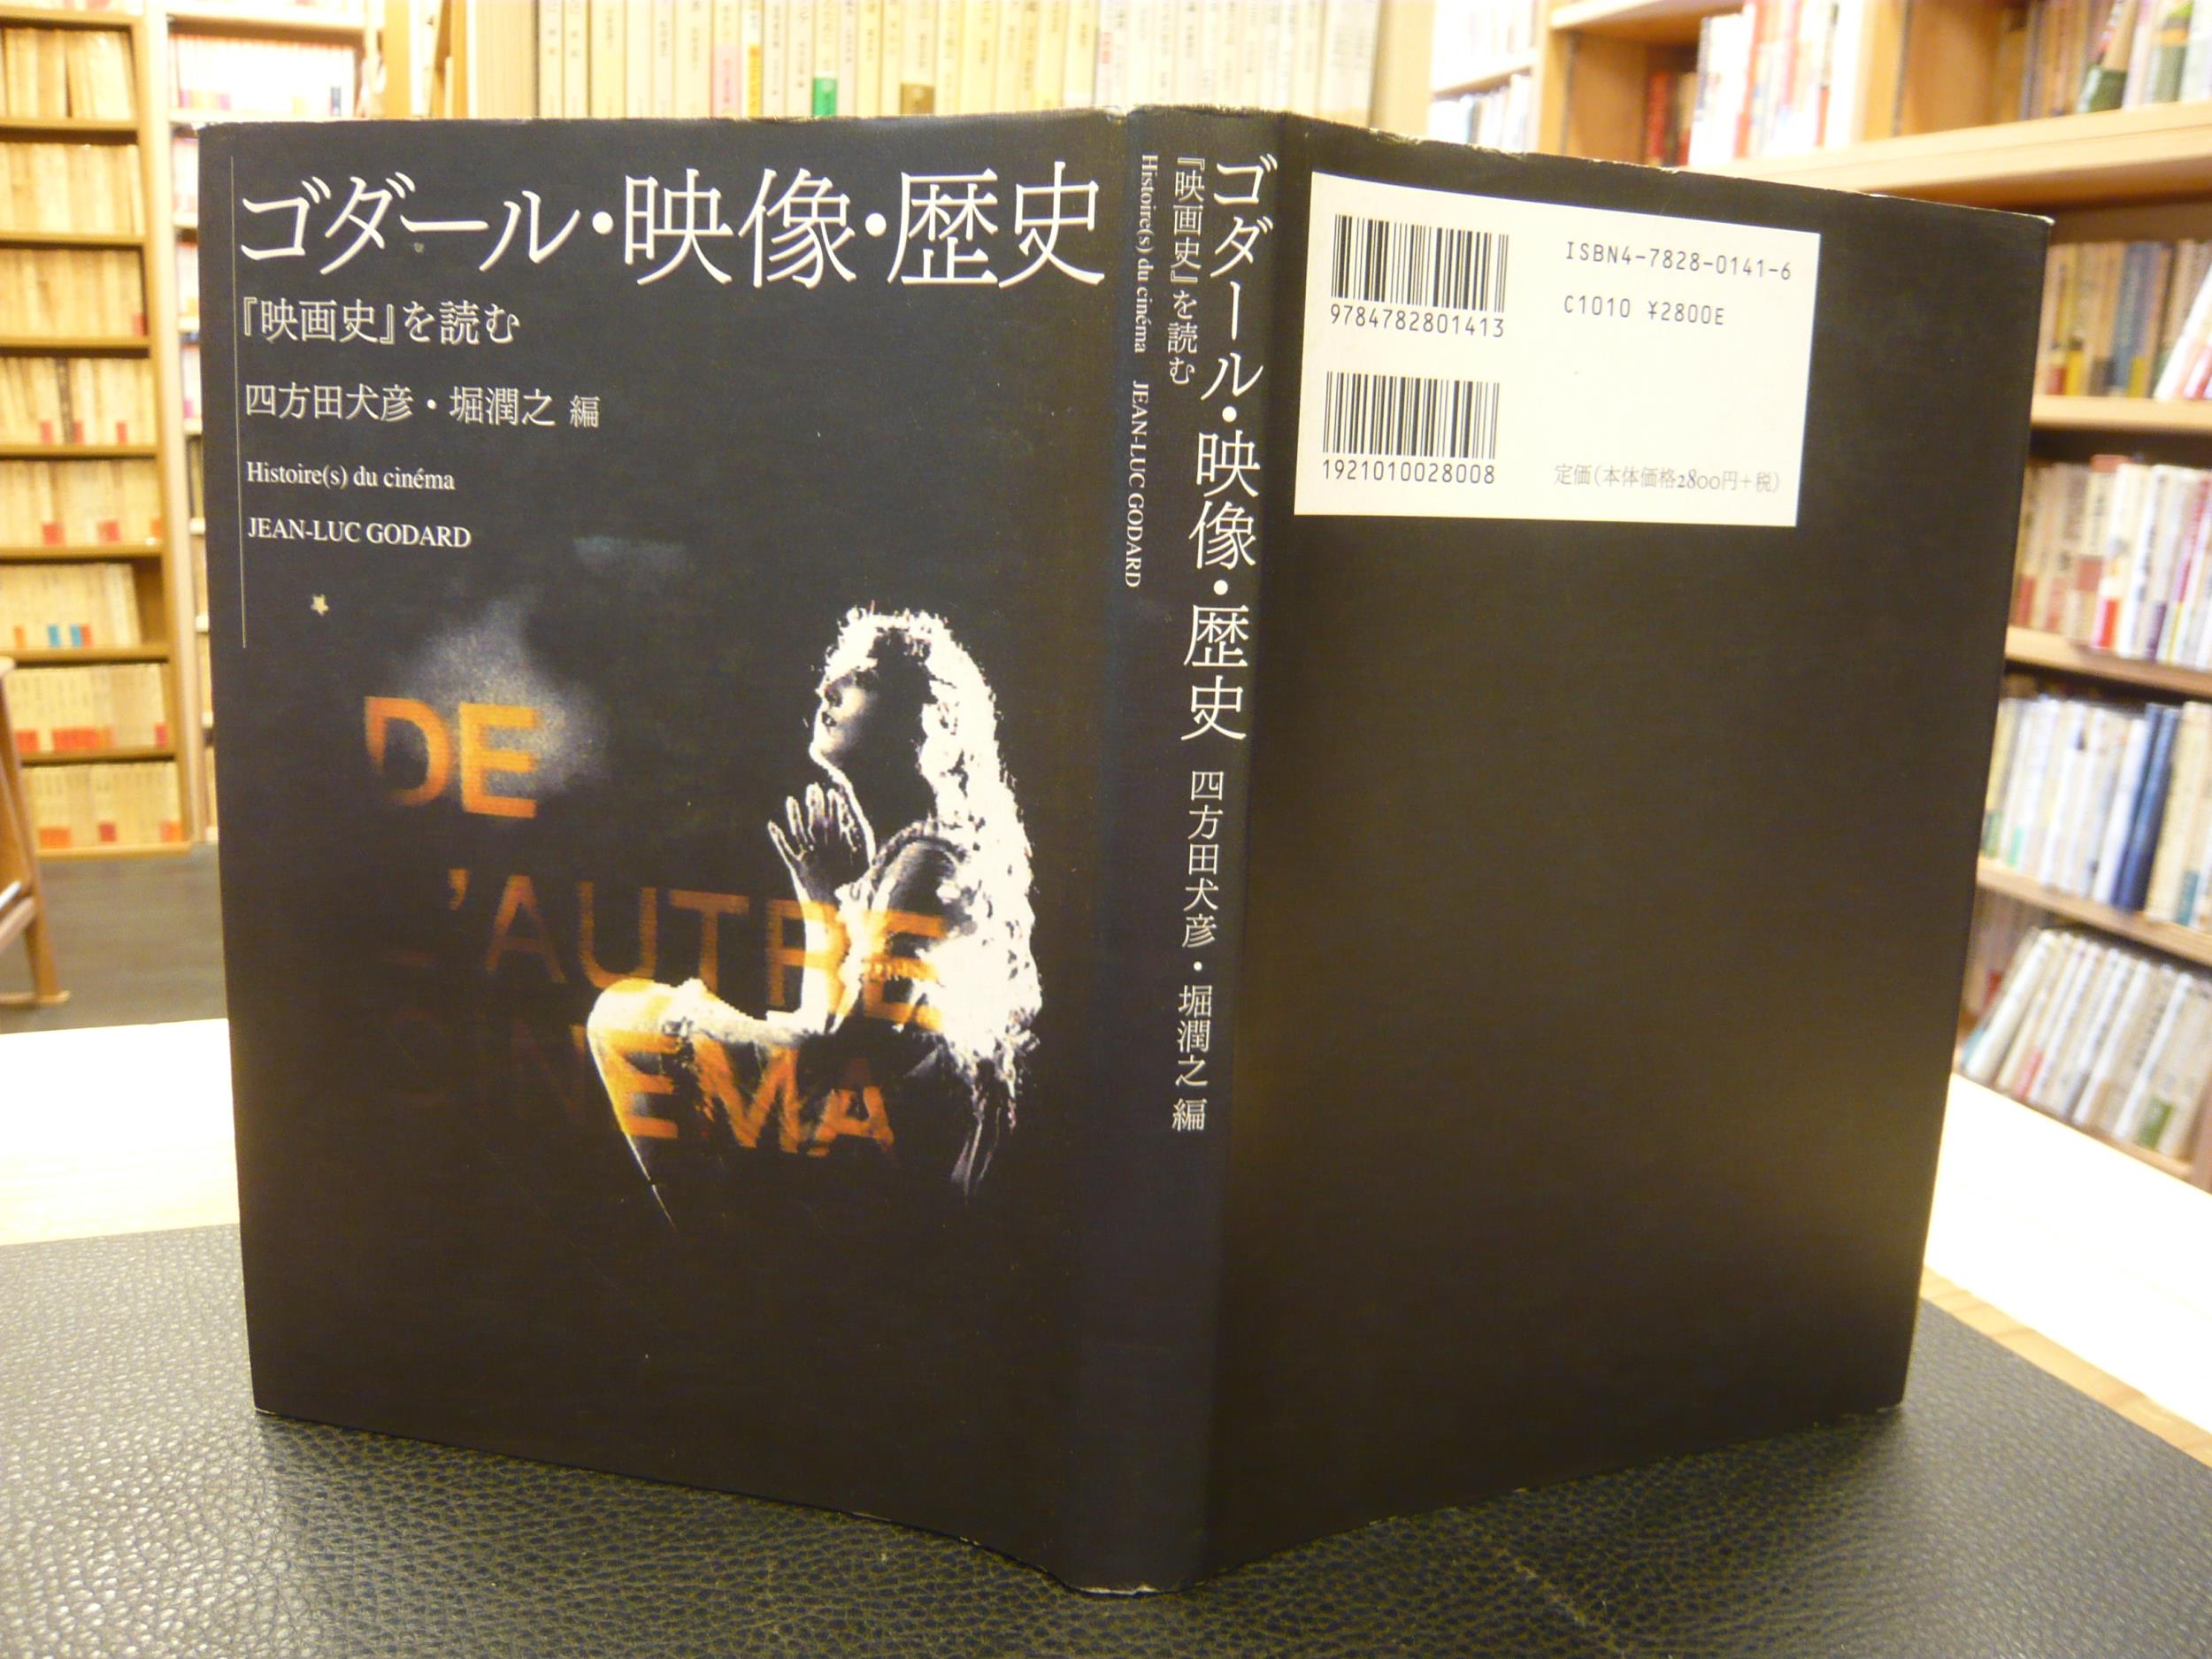 ゴダール・映像・歴史
『映画史』を読む
四方田犬彦・堀潤之 編
Histoire(s) du cinéma
JEAN-LUC GODARD
DE
L'AUTRE
CINEMA
ゴダール・映像・歴史 四方田犬彦・堀潤之 編
『映画史』を読む
Histoire(s) du cinéma JEAN-LUC GODARD
9784782801413
1921010028008
ISBN4-7828-0141-6
C1010 ¥2800E
定価(本体価格2800円+税)